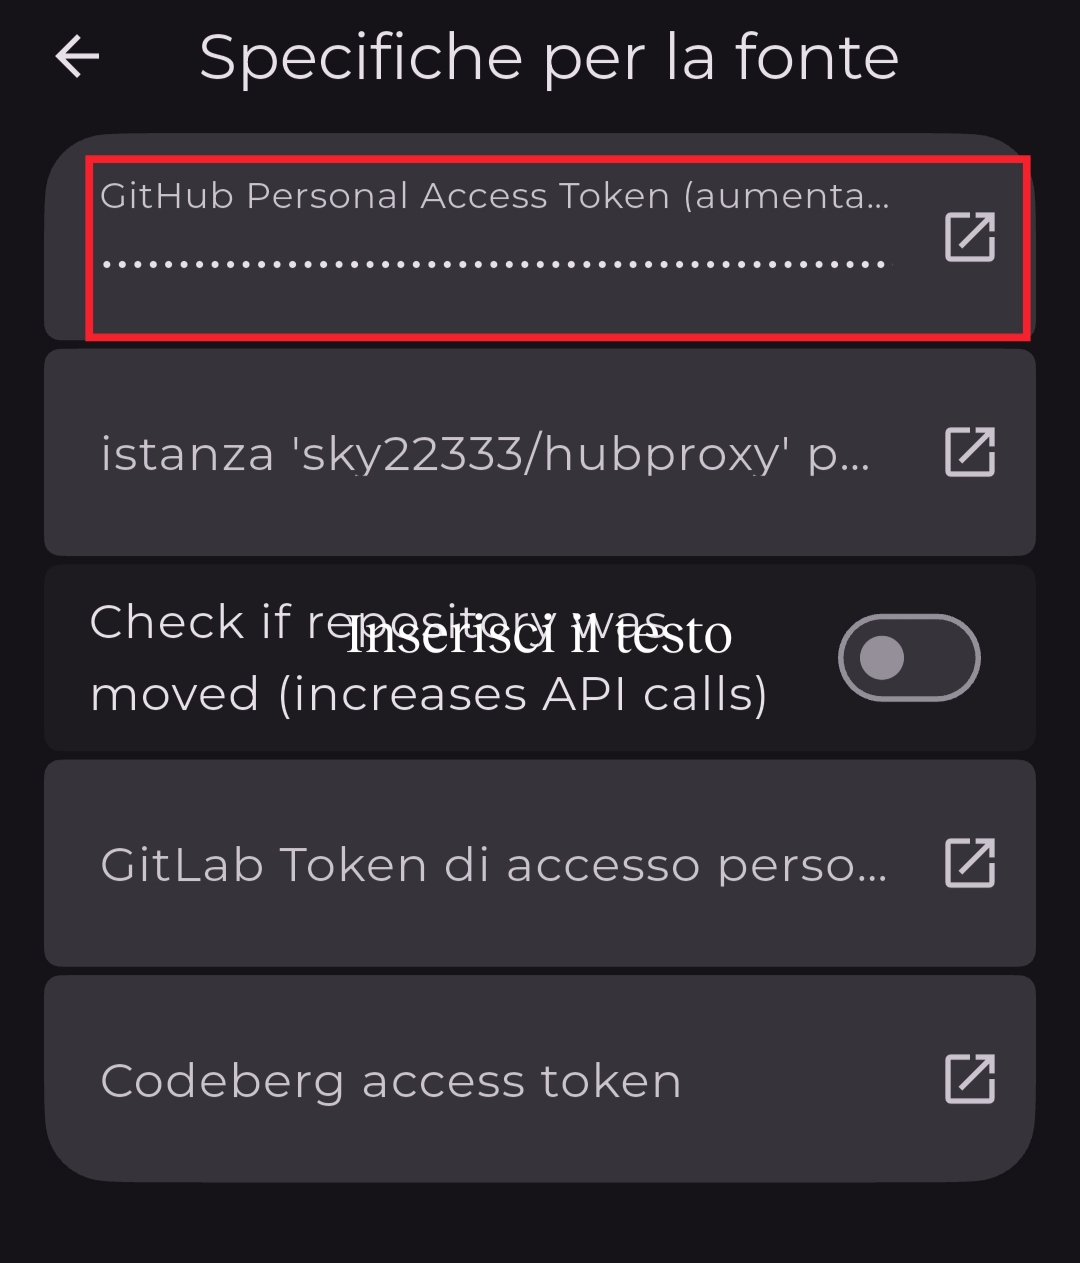 Specifiche per la fonte
GitHub Personal Access Token (aumenta...
••••••••••••••••••••••••••••••••••••••••••••••••••
istanza 'sky22333/hubproxy' p...
Check if repository was
Inserisci il testo
moved (increases API calls)
GitLab Token di accesso perso...
Codeberg access token